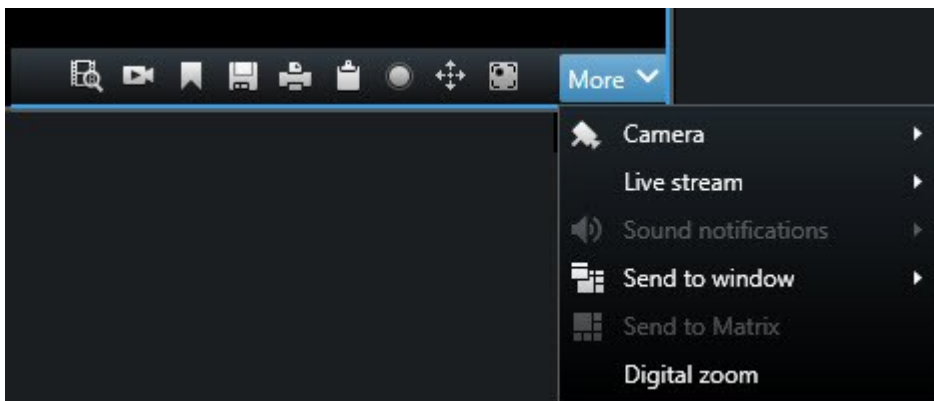 More
Camera
Live stream
Sound notifications
Send to window
Send to Matrix
Digital zoom